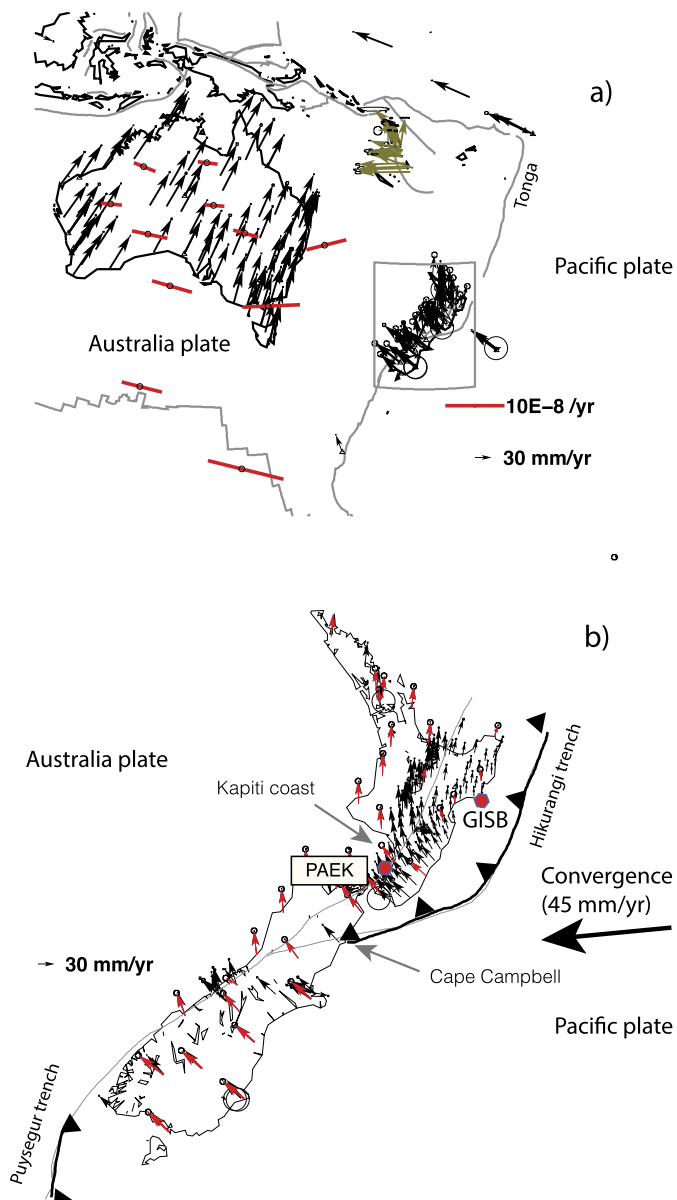 a)
Tonga
Pacific plate
Australia plate
10E−8 /yr
30 mm/yr
b)
Australia plate
Kapiti coast
Hikurangi trench
GISB
PAEK
Convergence
(45 mm/yr)
30 mm/yr
Cape Campbell
Pacific plate
Puysegur trench